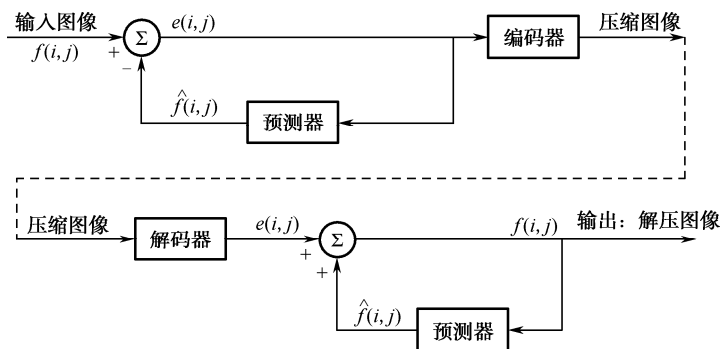 输入图像
f(i,j)
+
−
Σ
e(i,j)
编码器
压缩图像
f̂(i,j)
预测器
压缩图像
解码器
e(i,j)
+
+
Σ
f(i,j)
输出：解压图像
f̂(i,j)
预测器